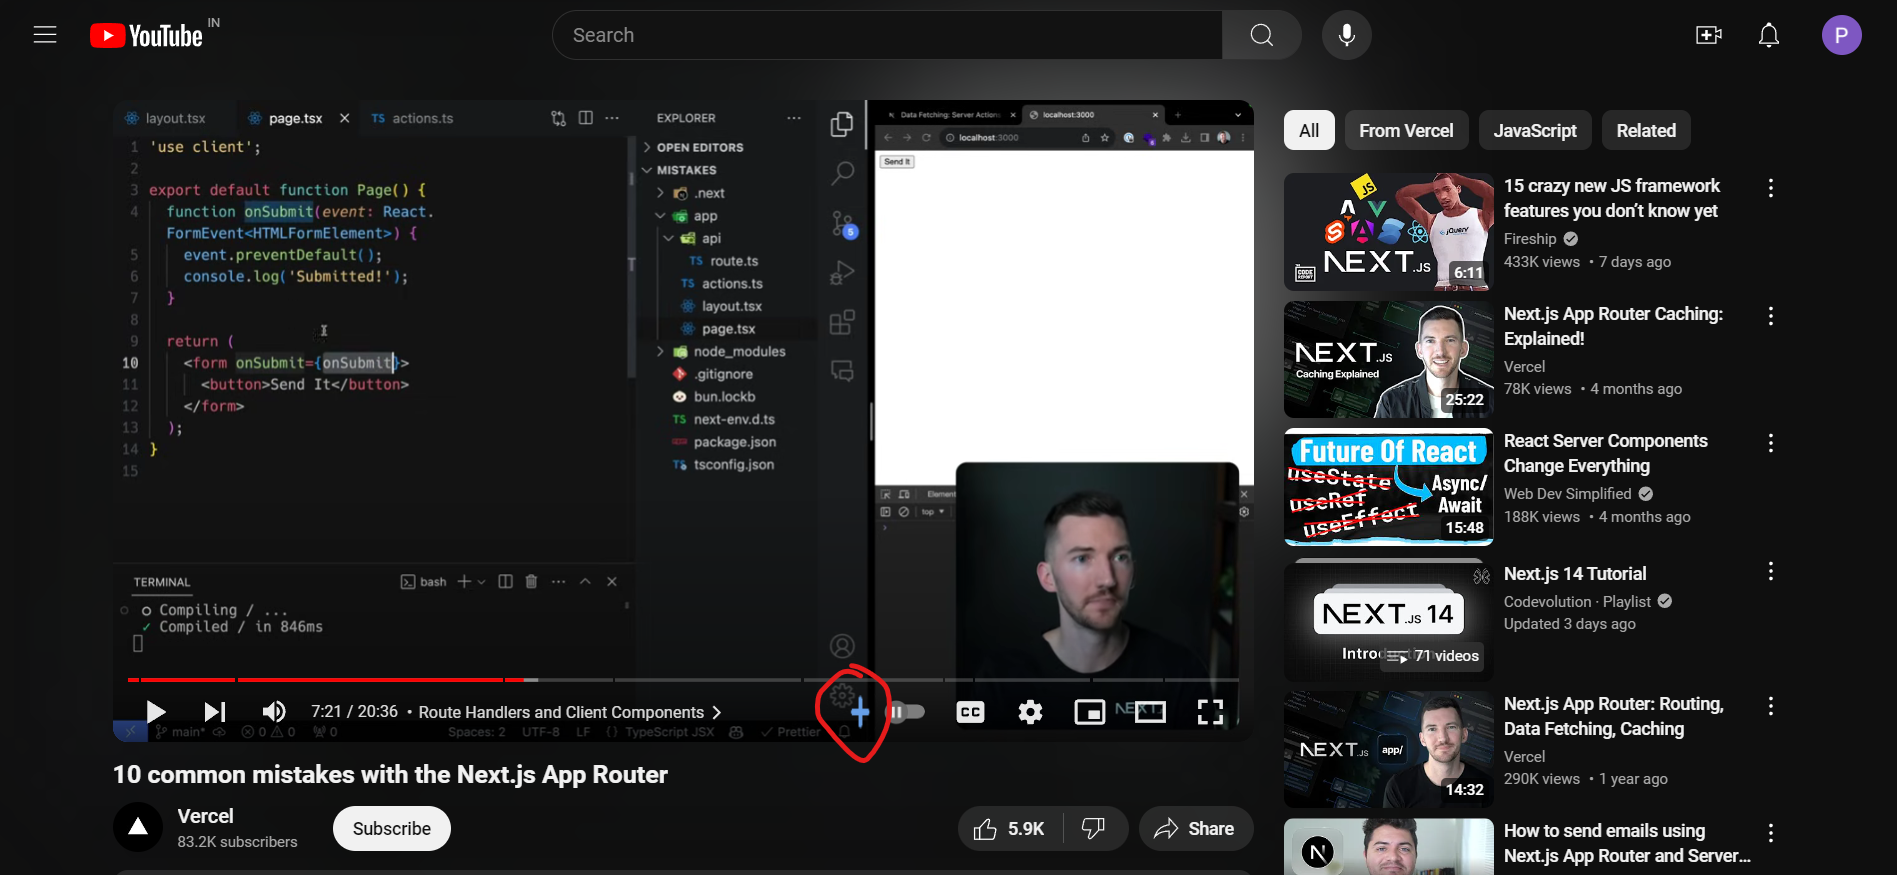 YouTube IN
Search
P
layout.tsx
page.tsx
TS actions.ts
EXPLORER
OPEN EDITORS
MISTAKES
.next
app
api
TS route.ts
TS actions.ts
layout.tsx
page.tsx
node_modules
.gitignore
bun.lockb
TS next-env.d.ts
package.json
tsconfig.json
5
1 'use client';
2
3 export default function Page() {
4 function onSubmit(event: React.
FormEvent<HTMLFormElement>) {
5 event.preventDefault();
6 console.log('Submitted!');
7 }
8
9 return (
10 <form onSubmit={onSubmit}>
11 <button>Send It</button>
12 </form>
13 );
14 }
15
TERMINAL
bash
Compiling / ...
✓ Compiled / in 846ms
Data Fetching: Server Actions
localhost:3000
localhost:3000
Send It
top
7:21 / 20:36 • Route Handlers and Client Components
CC
main*
0 0
0
Spaces: 2
UTF-8
LF
{} TypeScript JSX
Prettier
10 common mistakes with the Next.js App Router
Vercel
83.2K subscribers
Subscribe
5.9K
Share
All
From Vercel
JavaScript
Related
JS
jQuery
NEXT.JS
6:11
15 crazy new JS framework
features you don’t know yet
Fireship
433K views • 7 days ago
NEXT.JS
Caching Explained
25:22
Next.js App Router Caching:
Explained!
Vercel
78K views • 4 months ago
Future Of React
useState
useRef
useEffect
Async/
Await
15:48
React Server Components
Change Everything
Web Dev Simplified
188K views • 4 months ago
NEXT.JS 14
71 videos
Next.js 14 Tutorial
Codevolution · Playlist
Updated 3 days ago
NEXT.JS
app/
14:32
Next.js App Router: Routing,
Data Fetching, Caching
Vercel
290K views • 1 year ago
N
How to send emails using
Next.js App Router and Server...